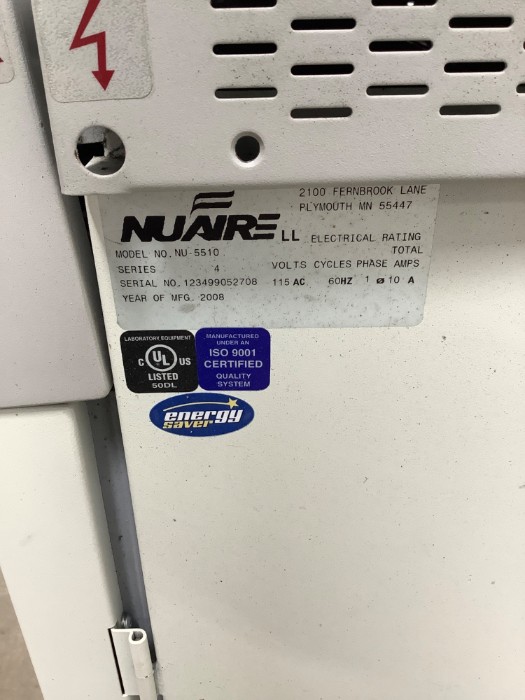 2100 FERNBROOK LANE
PLYMOUTH MN 55447
NUAIRE LL ELECTRICAL RATING
MODEL NO. NU-5510 TOTAL
SERIES 4 VOLTS CYCLES PHASE AMPS
SERIAL NO. 123499052708 115 AC 60HZ 1 ø 10 A
YEAR OF MFG. 2008
LABORATORY EQUIPMENT
C UL US
LISTED
50DL
MANUFACTURED
UNDER AN
ISO 9001
CERTIFIED
QUALITY
SYSTEM
energy
saver